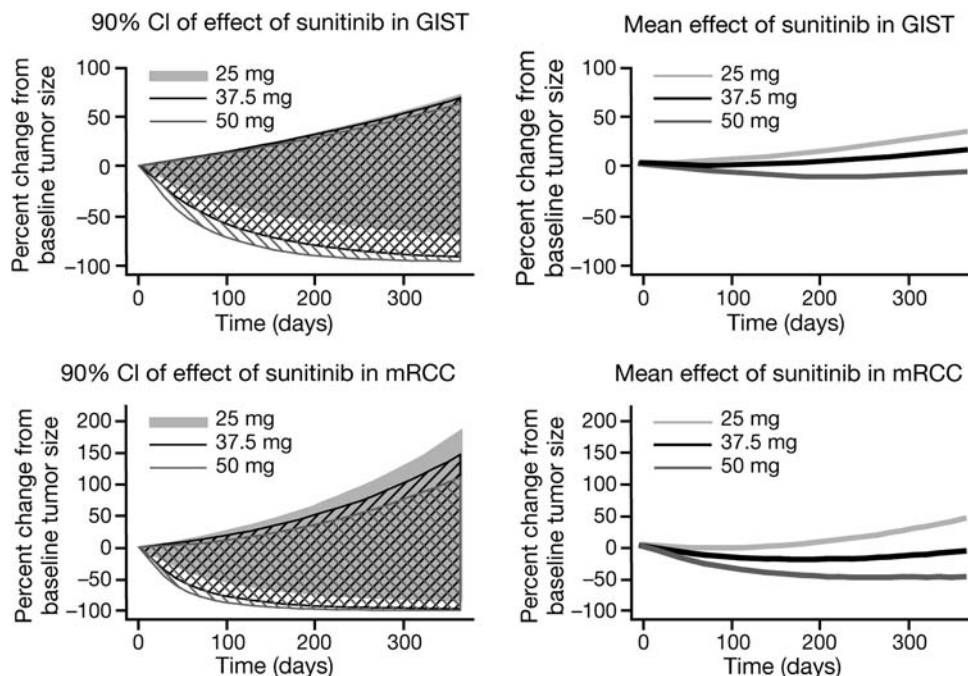 90% CI of effect of sunitinib in GIST
Percent change from
baseline tumor size
100
50
0
−50
−100
25 mg
37.5 mg
50 mg
0 100 200 300
Time (days)
Mean effect of sunitinib in GIST
Percent change from
baseline tumor size
100
50
0
−50
−100
25 mg
37.5 mg
50 mg
0 100 200 300
Time (days)
90% CI of effect of sunitinib in mRCC
Percent change from
baseline tumor size
200
150
100
50
0
−50
−100
25 mg
37.5 mg
50 mg
0 100 200 300
Time (days)
Mean effect of sunitinib in mRCC
Percent change from
baseline tumor size
200
150
100
50
0
−50
−100
25 mg
37.5 mg
50 mg
0 100 200 300
Time (days)